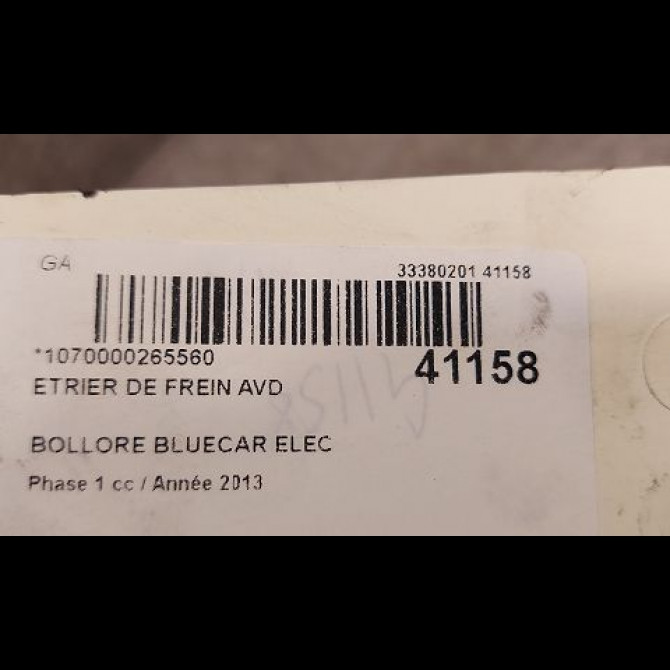 GA
33380201 41158
*1070000265560
41158
ETRIER DE FREIN AVD
BOLLORE BLUECAR ELEC
Phase 1 cc / Année 2013